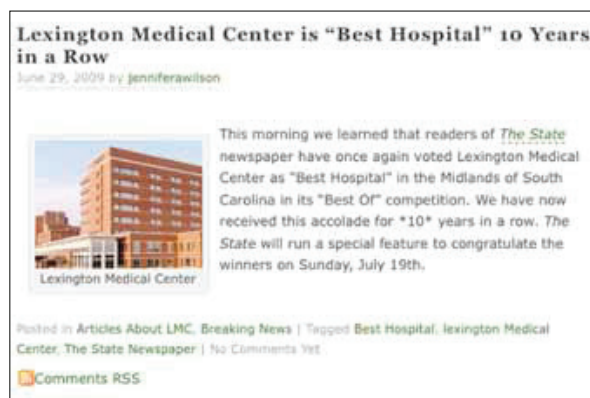 Lexington Medical Center is “Best Hospital” 10 Years
in a Row
June 29, 2009 by jenniferawilson
This morning we learned that readers of The State
newspaper have once again voted Lexington Medical
Center as “Best Hospital” in the Midlands of South
Carolina in its “Best Of” competition. We have now
received this accolade for *10* years in a row. The
State will run a special feature to congratulate the
winners on Sunday, July 19th.
Lexington Medical Center
Posted in Articles About LMC, Breaking News | Tagged Best Hospital, lexington Medical
Center, The State Newspaper | No Comments Yet
Comments RSS